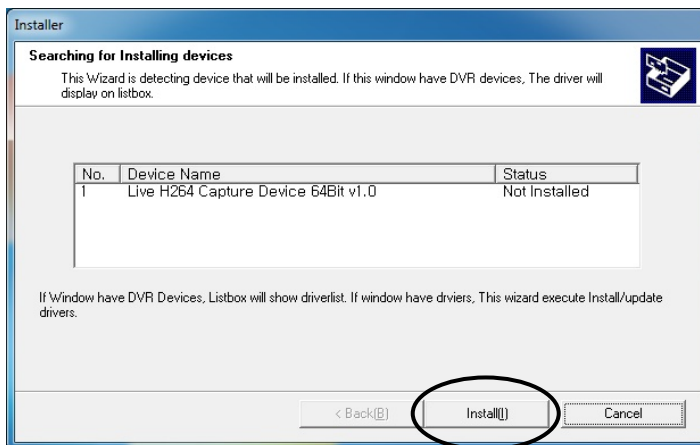 Installer
Searching for Installing devices
This Wizard is detecting device that will be installed. If this window have DVR devices, The driver will
display on listbox.
No. Device Name Status
1 Live H264 Capture Device 64Bit v1.0 Not Installed
If Window have DVR Devices, Listbox will show driverlist. If window have drviers, This wizard execute Install/update
drivers.
< Back(B) Install(I) Cancel